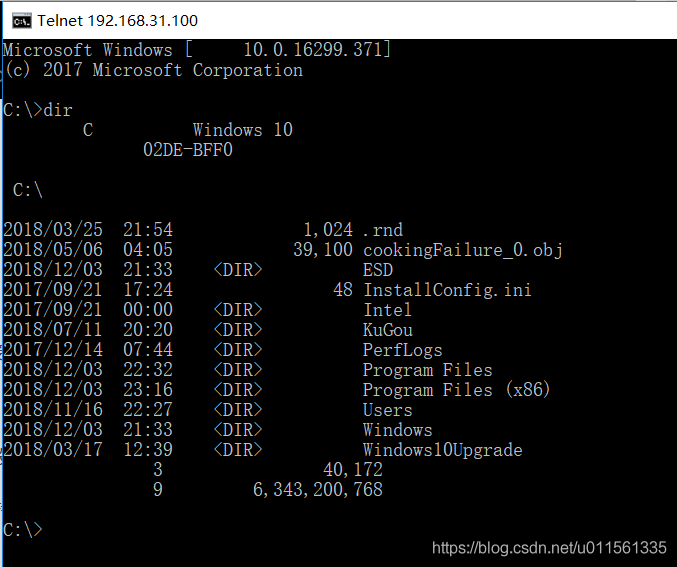 Telnet 192.168.31.100
Microsoft Windows [ 10.0.16299.371]
(c) 2017 Microsoft Corporation
C:\>dir
C Windows 10
02DE-BFF0
C:\
2018/03/25 21:54 1,024 .rnd
2018/05/06 04:05 39,100 cookingFailure_0.obj
2018/12/03 21:33 <DIR> ESD
2017/09/21 17:24 48 InstallConfig.ini
2017/09/21 00:00 <DIR> Intel
2018/07/11 20:20 <DIR> KuGou
2017/12/14 07:44 <DIR> PerfLogs
2018/12/03 22:32 <DIR> Program Files
2018/12/03 23:16 <DIR> Program Files (x86)
2018/11/16 22:27 <DIR> Users
2018/12/03 21:33 <DIR> Windows
2018/03/17 12:39 <DIR> Windows10Upgrade
3 40,172
9 6,343,200,768
C:\>
https://blog.csdn.net/u011561335